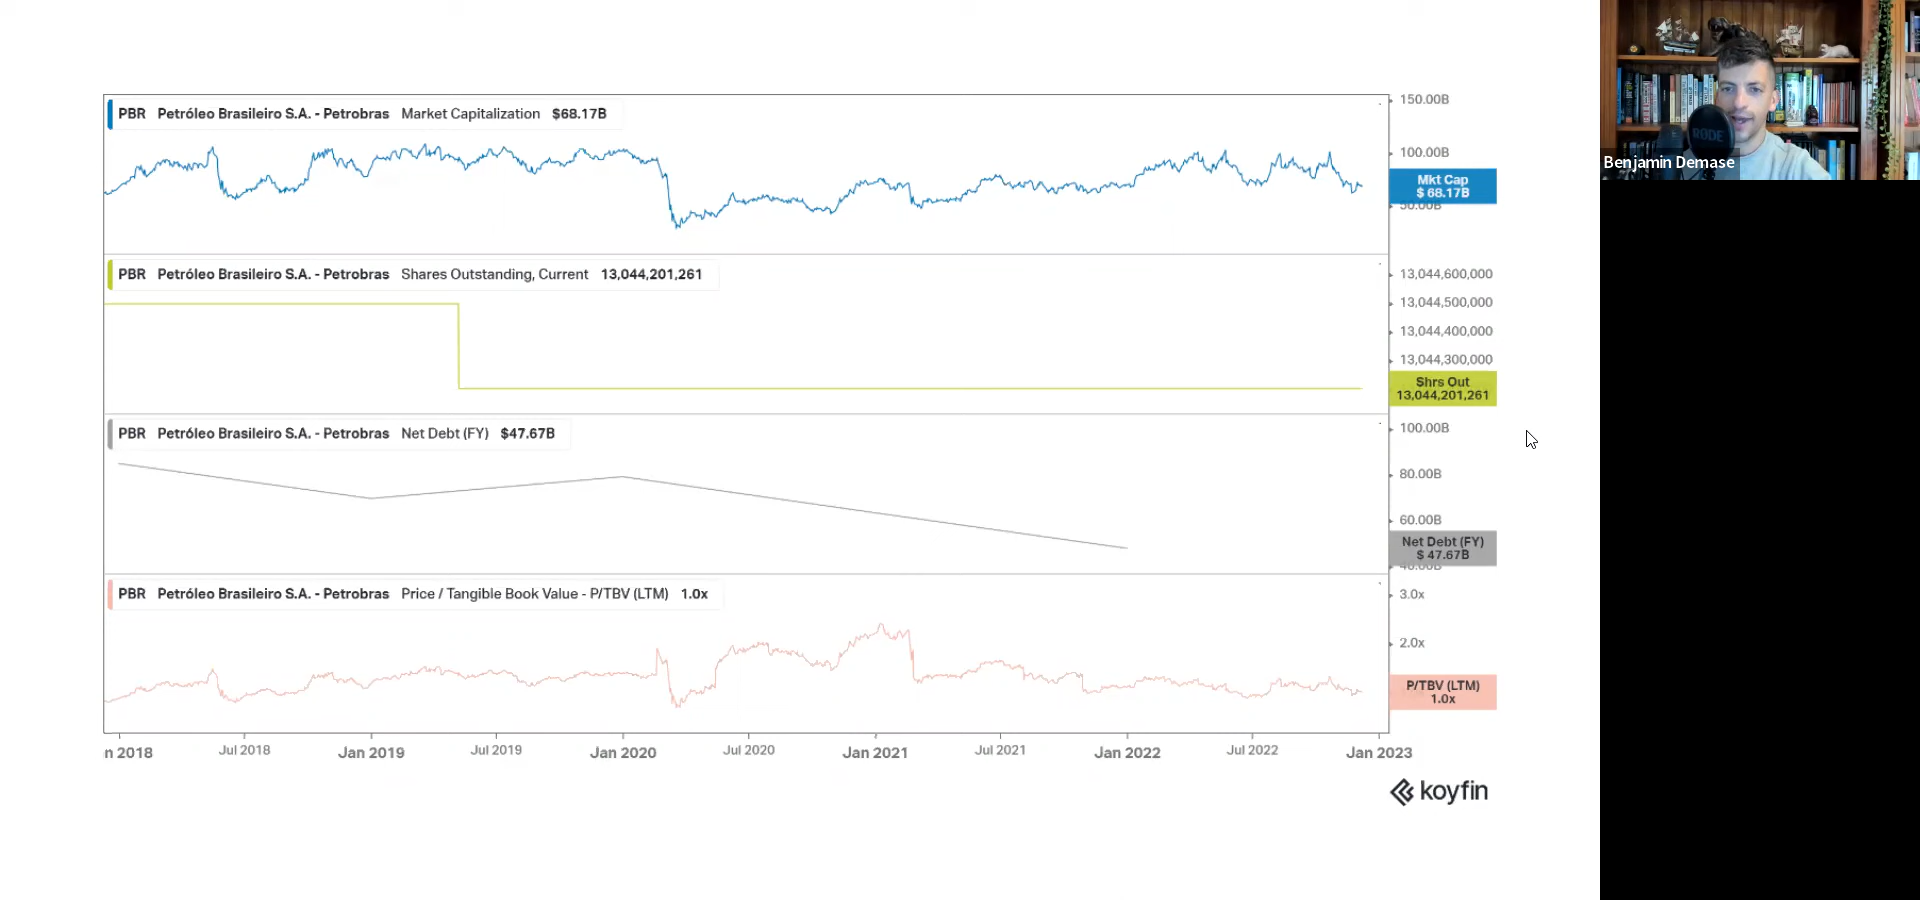 PBR Petróleo Brasileiro S.A. - Petrobras Market Capitalization $68.17B
150.00B
100.00B
Mkt Cap
$ 68.17B
50.00B
PBR Petróleo Brasileiro S.A. - Petrobras Shares Outstanding, Current 13,044,201,261
13,044,600,000
13,044,500,000
13,044,400,000
13,044,300,000
Shrs Out
13,044,201,261
PBR Petróleo Brasileiro S.A. - Petrobras Net Debt (FY) $47.67B
100.00B
80.00B
60.00B
Net Debt (FY)
$ 47.67B
40.00B
PBR Petróleo Brasileiro S.A. - Petrobras Price / Tangible Book Value - P/TBV (LTM) 1.0x
3.0x
2.0x
P/TBV (LTM)
1.0x
n 2018 Jul 2018 Jan 2019 Jul 2019 Jan 2020 Jul 2020 Jan 2021 Jul 2021 Jan 2022 Jul 2022 Jan 2023
koyfin
RØDE
Benjamin Demase